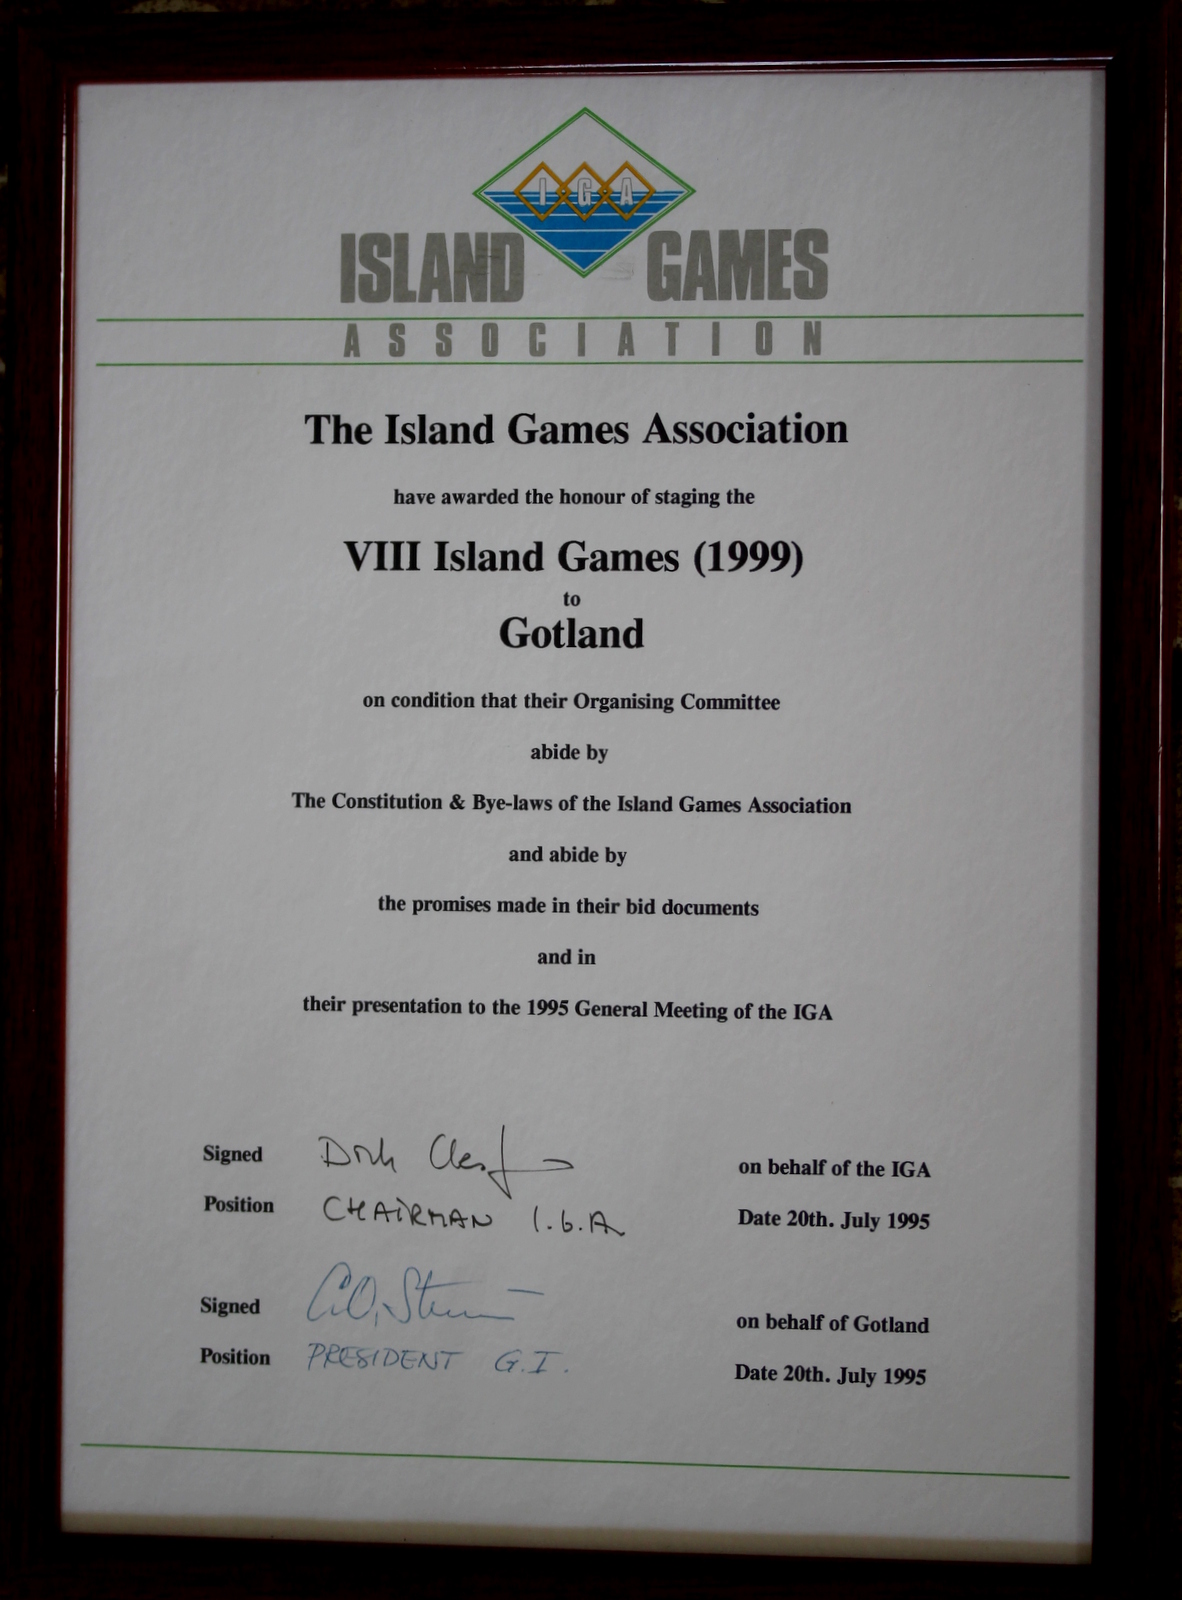 I G A
ISLAND GAMES
ASSOCIATION
The Island Games Association
have awarded the honour of staging the
VIII Island Games (1999)
to
Gotland
on condition that their Organising Committee
abide by
The Constitution & Bye-laws of the Island Games Association
and abide by
the promises made in their bid documents
and in
their presentation to the 1995 General Meeting of the IGA
Signed on behalf of the IGA
Position CHAIRMAN I.G.A Date 20th. July 1995
Signed on behalf of Gotland
Position PRESIDENT G.I. Date 20th. July 1995